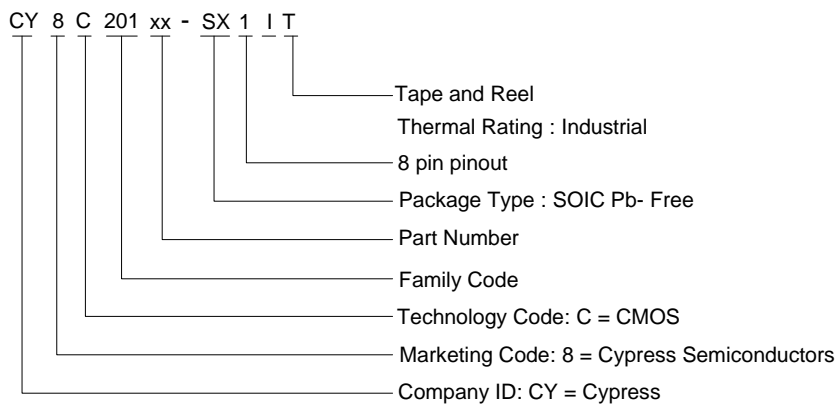 CY 8 C 201 xx - SX 1 I T
Tape and Reel
Thermal Rating : Industrial
8 pin pinout
Package Type : SOIC Pb- Free
Part Number
Family Code
Technology Code: C = CMOS
Marketing Code: 8 = Cypress Semiconductors
Company ID: CY = Cypress